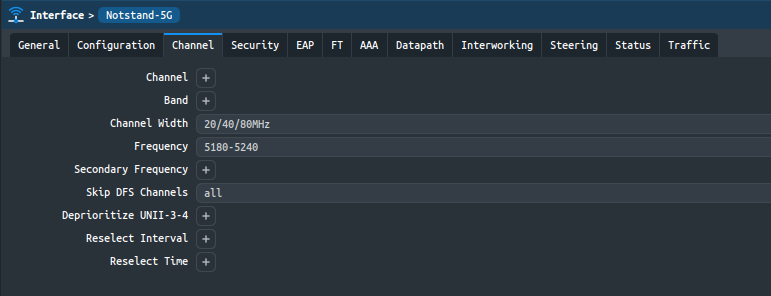 Interface > Notstand-5G
General Configuration Channel Security EAP FT AAA Datapath Interworking Steering Status Traffic
Channel +
Band +
Channel Width 20/40/80MHz
Frequency 5180-5240
Secondary Frequency +
Skip DFS Channels all
Deprioritize UNII-3-4 +
Reselect Interval +
Reselect Time +